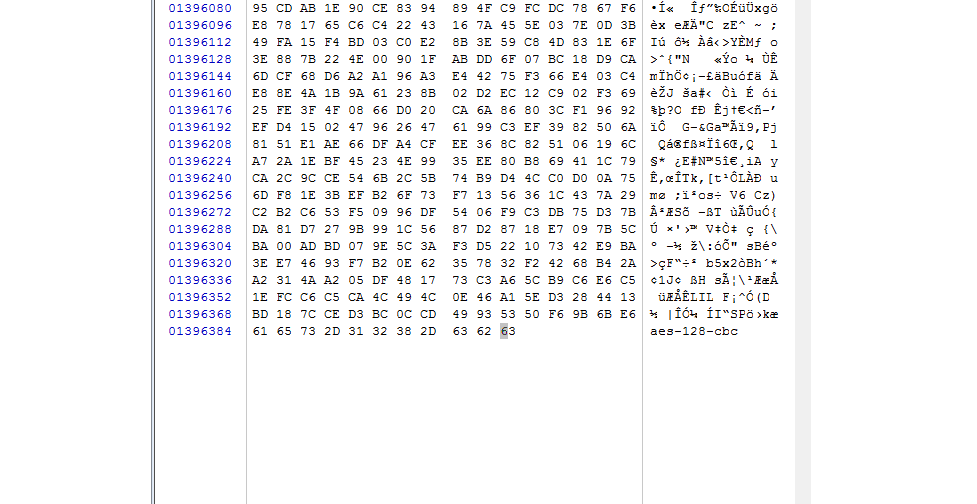 01396080 95 CD AB 1E 90 CE 83 94 89 4F C9 FC DC 78 67 F6 •Í« Îƒ”‰OÉüÜxgö
01396096 E8 78 17 65 C6 C4 22 43 16 7A 45 5E 03 7E 0D 3B èx eÆÄ"C zE^ ~ ;
01396112 49 FA 15 F4 BD 03 C0 E2 8B 3E 59 C8 4D 83 1E 6F Iú ô½ Àâ‹>YÈMƒ o
01396128 3E 88 7B 22 4E 00 90 1F AB DD 6F 07 BC 18 D9 CA >ˆ{"N «Ýo ¼ ÙÊ
01396144 6D CF 68 D6 A2 A1 96 A3 E4 42 75 F3 66 E4 03 C4 mÏhÖ¢¡–£äBuófä Ä
01396160 E8 8E 4A 1B 9A 61 23 8B 02 D2 EC 12 C9 02 F3 69 èŽJ ša#‹ Òì É ói
01396176 25 FE 3F 4F 08 66 D0 20 CA 6A 86 80 3C F1 96 92 %þ?O fÐ Êj†€<ñ–’
01396192 EF D4 15 02 47 96 26 47 61 99 C3 EF 39 82 50 6A ïÔ G–&Ga™Ãï9‚Pj
01396208 81 51 E1 AE 66 DF A4 CF EE 36 8C 82 51 06 19 6C Qá®fß¤Ïî6Œ‚Q l
01396224 A7 2A 1E BF 45 23 4E 99 35 EE 80 B8 69 41 1C 79 §* ¿E#N™5î€¸iA y
01396240 CA 2C 9C CE 54 6B 2C 5B 74 B9 D4 4C C0 D0 0A 75 Ê,œÎTk,[t¹ÔLÀÐ u
01396256 6D F8 1E 3B EF B2 6F 73 F7 13 56 36 1C 43 7A 29 mø ;ï²os÷ V6 Cz)
01396272 C2 B2 C6 53 F5 09 96 DF 54 06 F9 C3 DB 75 D3 7B Â²ÆSõ –ßT ùÃÛuÓ{
01396288 DA 81 D7 27 9B 99 1C 56 87 D2 87 18 E7 09 7B 5C Ú ×'›™ V‡Ò‡ ç {\
01396304 BA 00 AD BD 07 9E 5C 3A F3 D5 22 10 73 42 E9 BA º -½ ž\:óÕ" sBéº
01396320 3E E7 46 93 F7 B2 0E 62 35 78 32 F2 42 68 B4 2A >çF“÷² b5x2òBh´*
01396336 A2 31 4A A2 05 DF 48 17 73 C3 A6 5C B9 C6 E6 C5 ¢1J¢ ßH sÃ¦\¹ÆæÅ
01396352 1E FC C6 C5 CA 4C 49 4C 0E 46 A1 5E D3 28 44 13 üÆÅÊLIL F¡^Ó(D
01396368 BD 18 7C CE D3 BC 0C CD 49 93 53 50 F6 9B 6B E6 ½ |ÎÓ¼ ÍI“SPö›kæ
01396384 61 65 73 2D 31 32 38 2D 63 62 63 aes-128-cbc